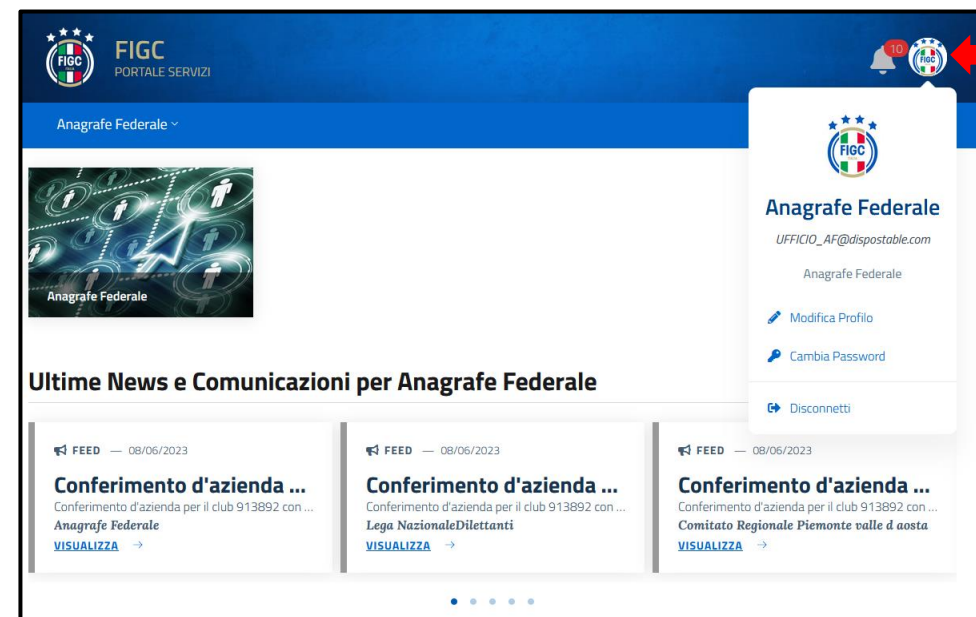 FIGC
FIGC
PORTALE SERVIZI
10
FIGC
Anagrafe Federale
FIGC
Anagrafe Federale
UFFICIO_AF@dispostable.com
Anagrafe Federale
Modifica Profilo
Cambia Password
Disconnetti
Anagrafe Federale
Ultime News e Comunicazioni per Anagrafe Federale
FEED — 08/06/2023
Conferimento d'azienda ...
Conferimento d'azienda per il club 913892 con ...
Anagrafe Federale
VISUALIZZA →
FEED — 08/06/2023
Conferimento d'azienda ...
Conferimento d'azienda per il club 913892 con ...
Lega NazionaleDilettanti
VISUALIZZA →
FEED — 08/06/2023
Conferimento d'azienda ...
Conferimento d'azienda per il club 913892 con ...
Comitato Regionale Piemonte valle d aosta
VISUALIZZA →